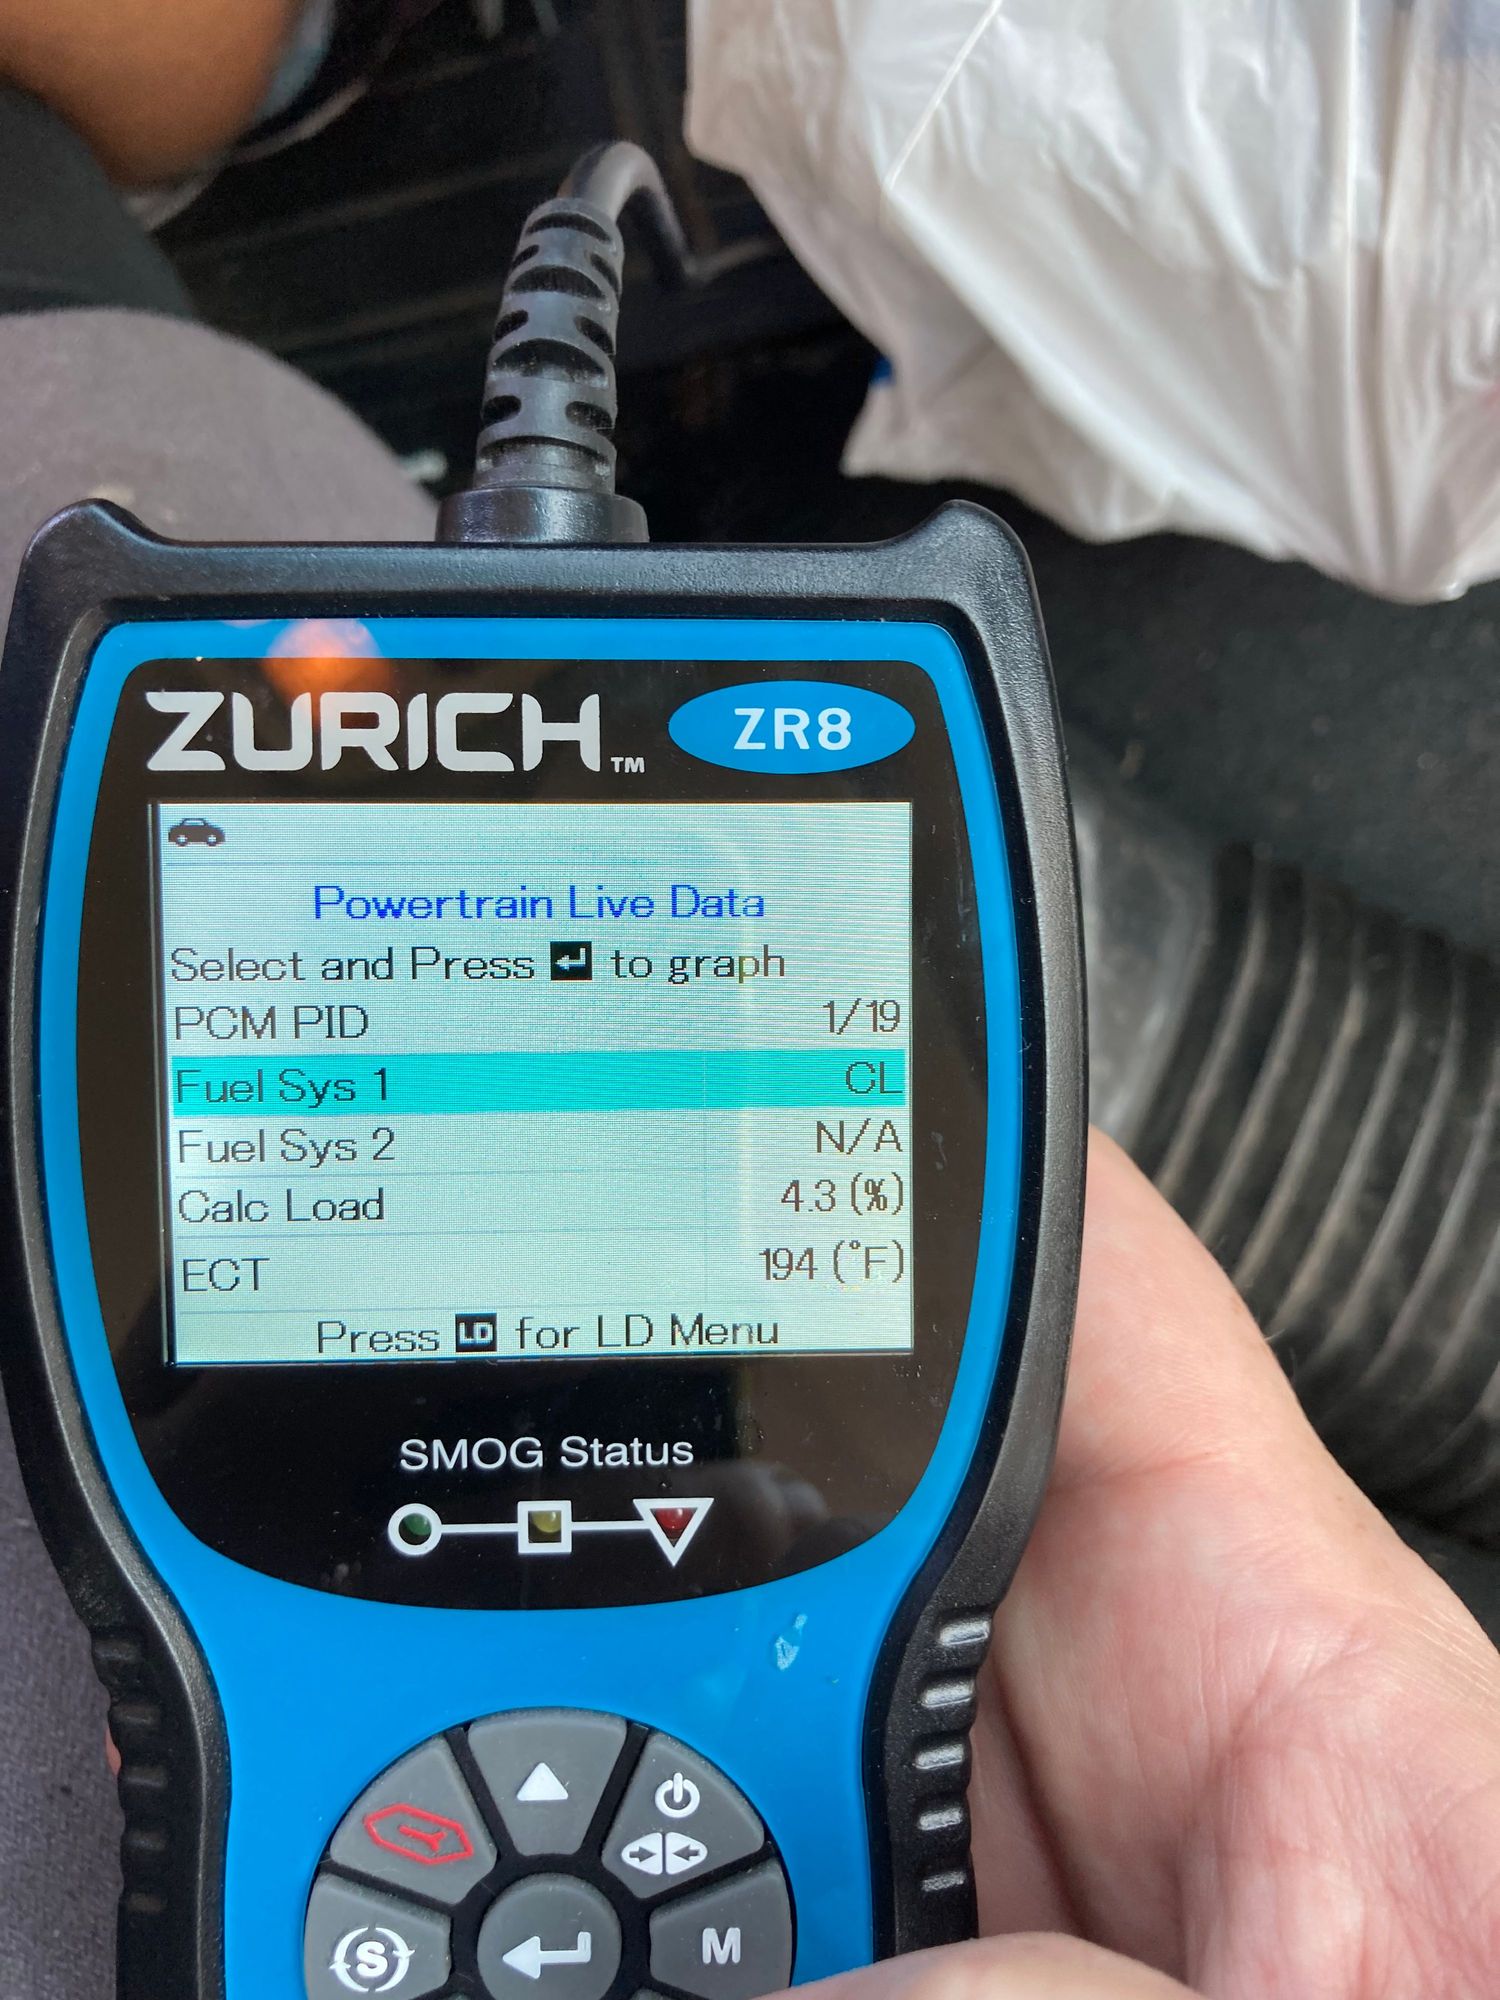 ZURICH™ ZR8
Powertrain Live Data
Select and Press ↵ to graph
PCM PID 1/19
Fuel Sys 1 CL
Fuel Sys 2 N/A
Calc Load 4.3 (%)
ECT 194 (°F)
Press LD for LD Menu
SMOG Status
S M